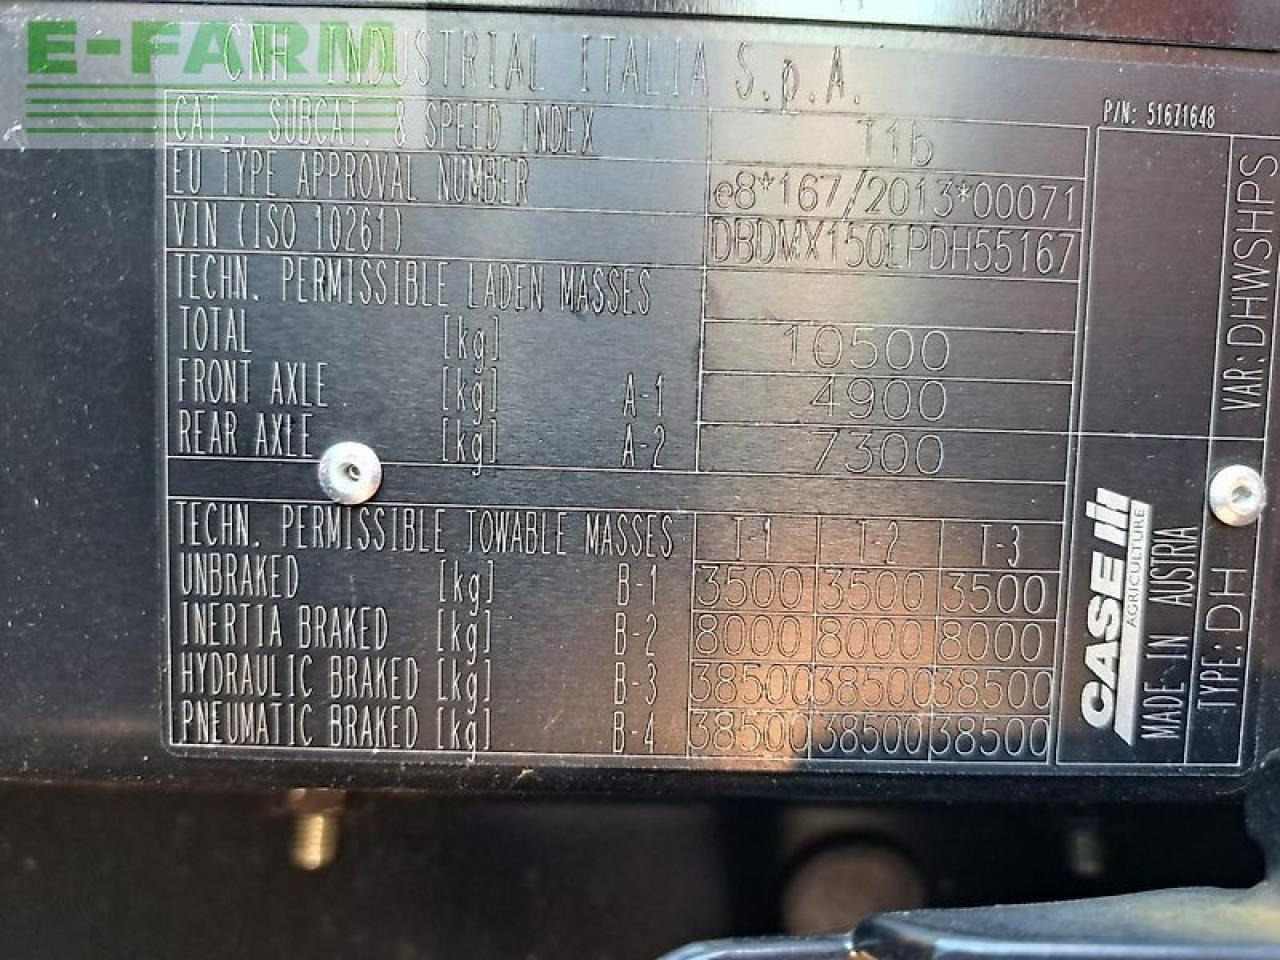 E-FARM
CNH INDUSTRIAL ITALIA S.p.A.
P/N: 51671648
CAT., SUBCAT. & SPEED INDEX T1b
EU TYPE APPROVAL NUMBER e8*167/2013*00071
VIN (ISO 10261) DBDMX150EPDH55167
TECHN. PERMISSIBLE LADEN MASSES
TOTAL [kg] 10500
FRONT AXLE [kg] A-1 4900
REAR AXLE [kg] A-2 7300
TECHN. PERMISSIBLE TOWABLE MASSES T-1 T-2 T-3
UNBRAKED [kg] B-1 3500 3500 3500
INERTIA BRAKED [kg] B-2 8000 8000 8000
HYDRAULIC BRAKED [kg] B-3 38500 38500 38500
PNEUMATIC BRAKED [kg] B-4 38500 38500 38500
CASE IH
AGRICULTURE
MADE IN AUSTRIA
TYPE: DH
VAR: DHWSHPS